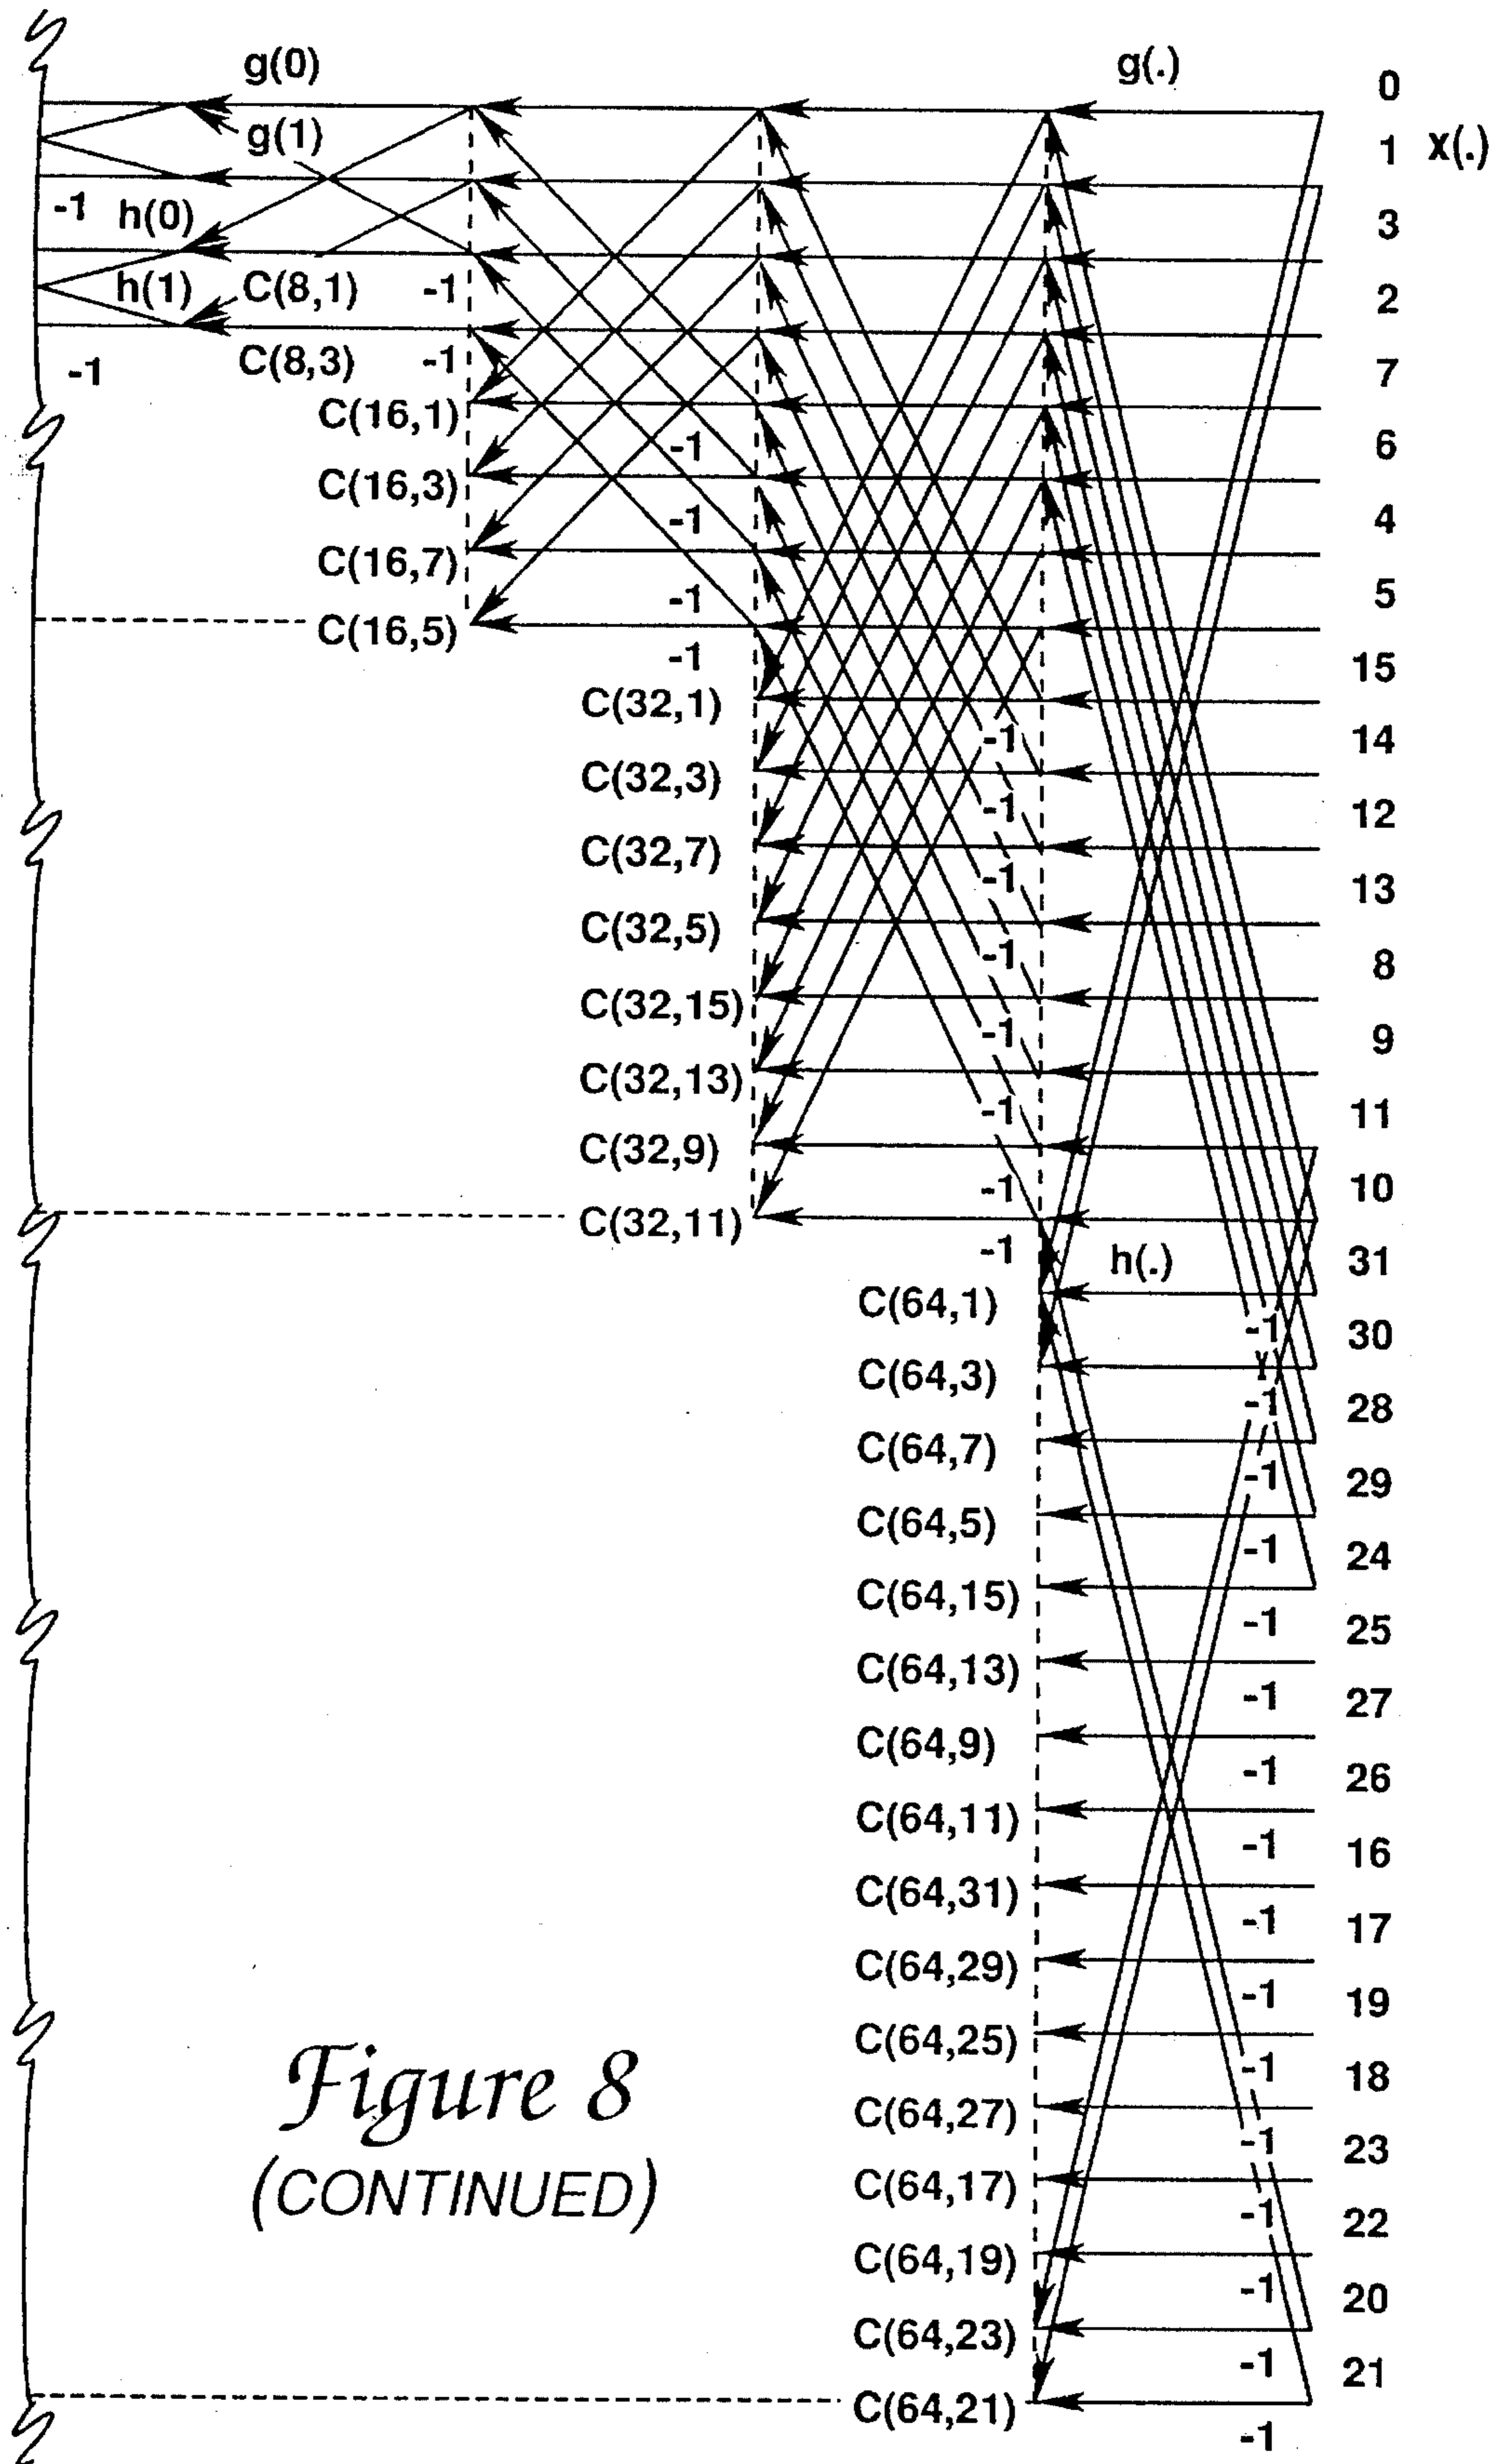 g(0)
g(.)
0
g(1)
1 x(.)
-1 h(0)
3
h(1) C(8,1) -1
2
-1 C(8,3) -1
7
C(16,1)
-1
6
C(16,3)
-1
4
C(16,7)
-1
5
C(16,5)
-1
15
C(32,1)
-1
14
C(32,3)
-1
12
C(32,7)
-1
13
C(32,5)
-1
8
C(32,15)
-1
9
C(32,13)
-1
11
C(32,9)
-1
10
C(32,11)
-1 h(.)
31
C(64,1)
-1
30
C(64,3)
-1
28
C(64,7)
-1
29
C(64,5)
-1
24
C(64,15)
-1
25
C(64,13)
-1
27
C(64,9)
-1
26
C(64,11)
-1
16
C(64,31)
-1
17
C(64,29)
-1
19
C(64,25)
-1
18
C(64,27)
-1
23
C(64,17)
-1
22
C(64,19)
-1
20
C(64,23)
-1
21
C(64,21)
-1
Figure 8
(CONTINUED)